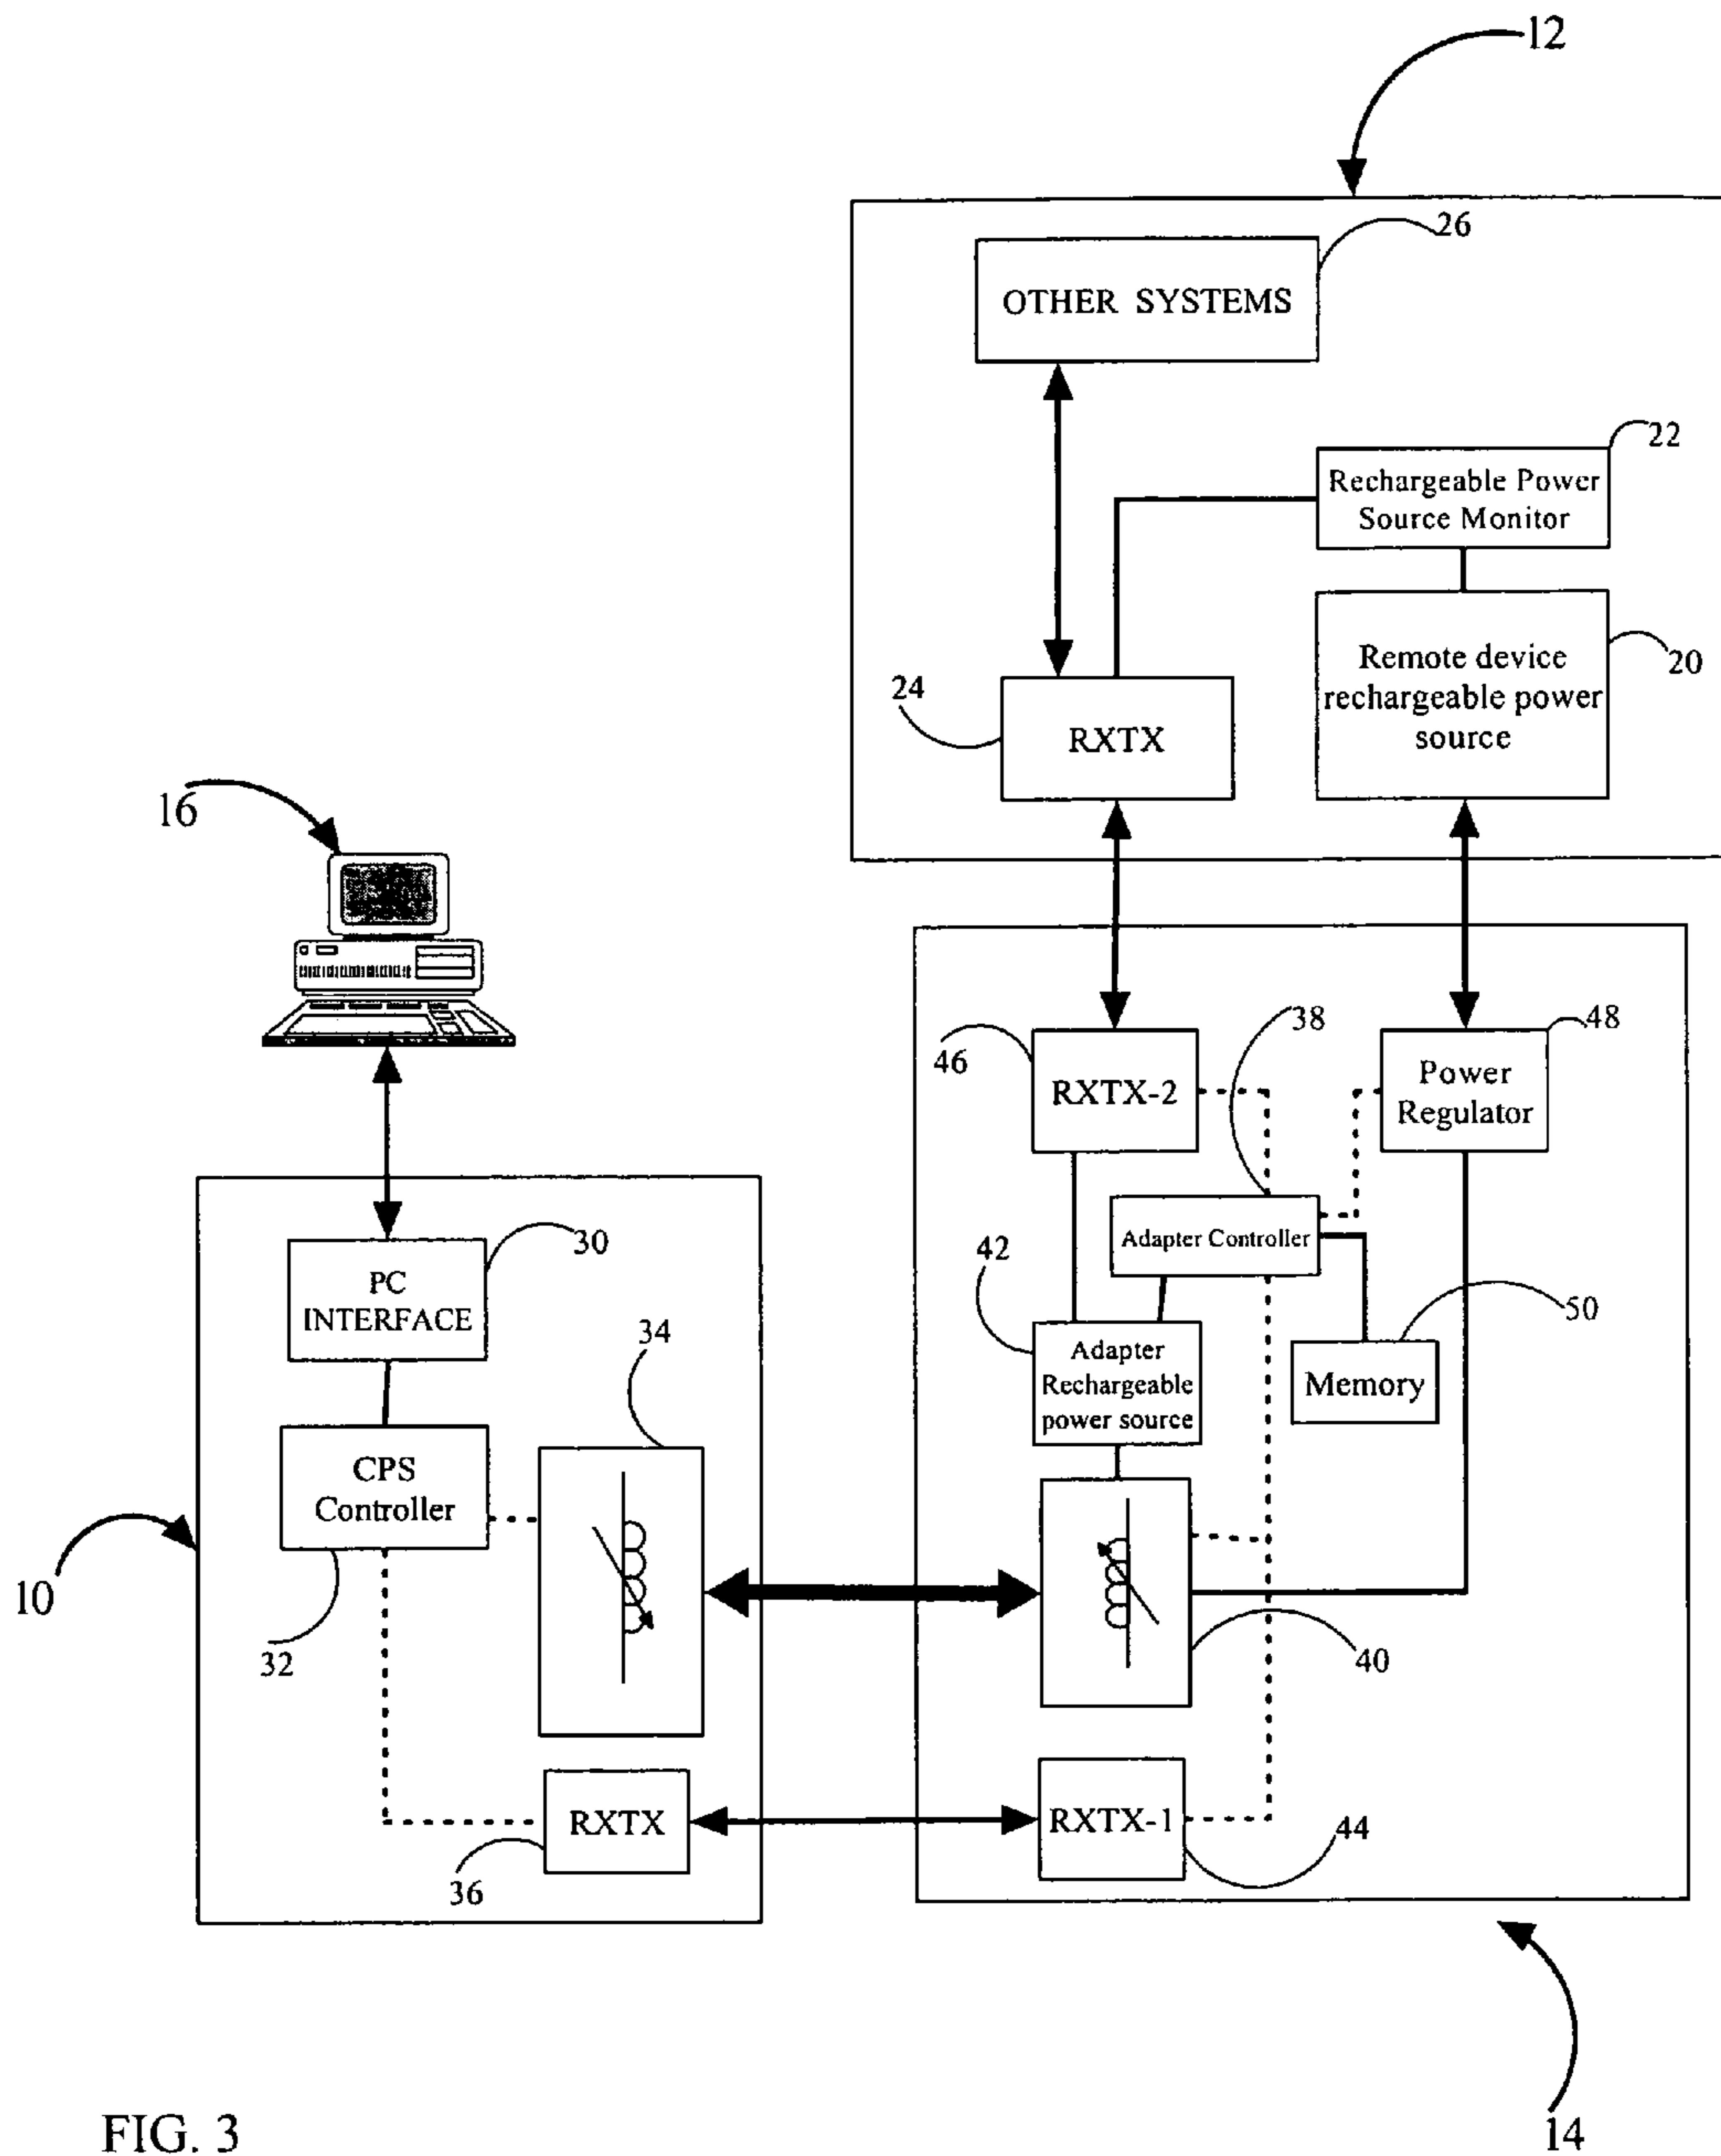 12
26
OTHER SYSTEMS
22
Rechargeable Power
Source Monitor
20
Remote device
rechargeable power
source
24
RXTX
16
38
48
46
RXTX-2
Power
Regulator
30
PC
INTERFACE
42
Adapter Controller
50
34
Adapter
Rechargeable
power source
Memory
CPS
Controller
10
32
40
RXTX
36
RXTX-1
44
14
FIG. 3